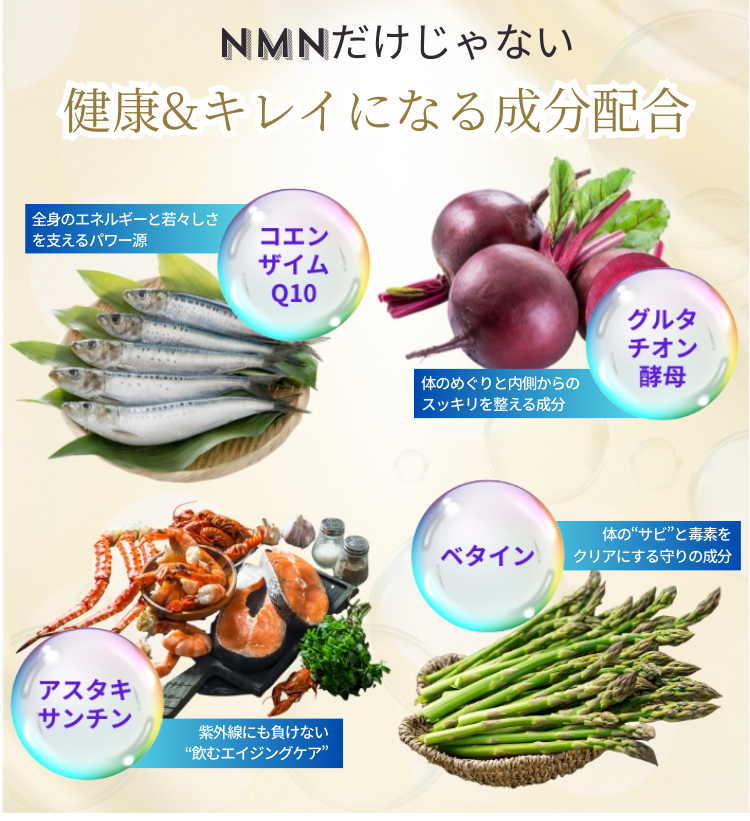 NMNだけじゃない
健康&キレイになる成分配合
全身のエネルギーと若々しさ
を支えるパワー源
コエン
ザイム
Q10
グルタ
チオン
酵母
体のめぐりと内側からの
スッキリを整える成分
ベタイン
体の“サビ”と毒素を
クリアにする守りの成分
アスタキ
サンチン
紫外線にも負けない
“飲むエイジングケア”